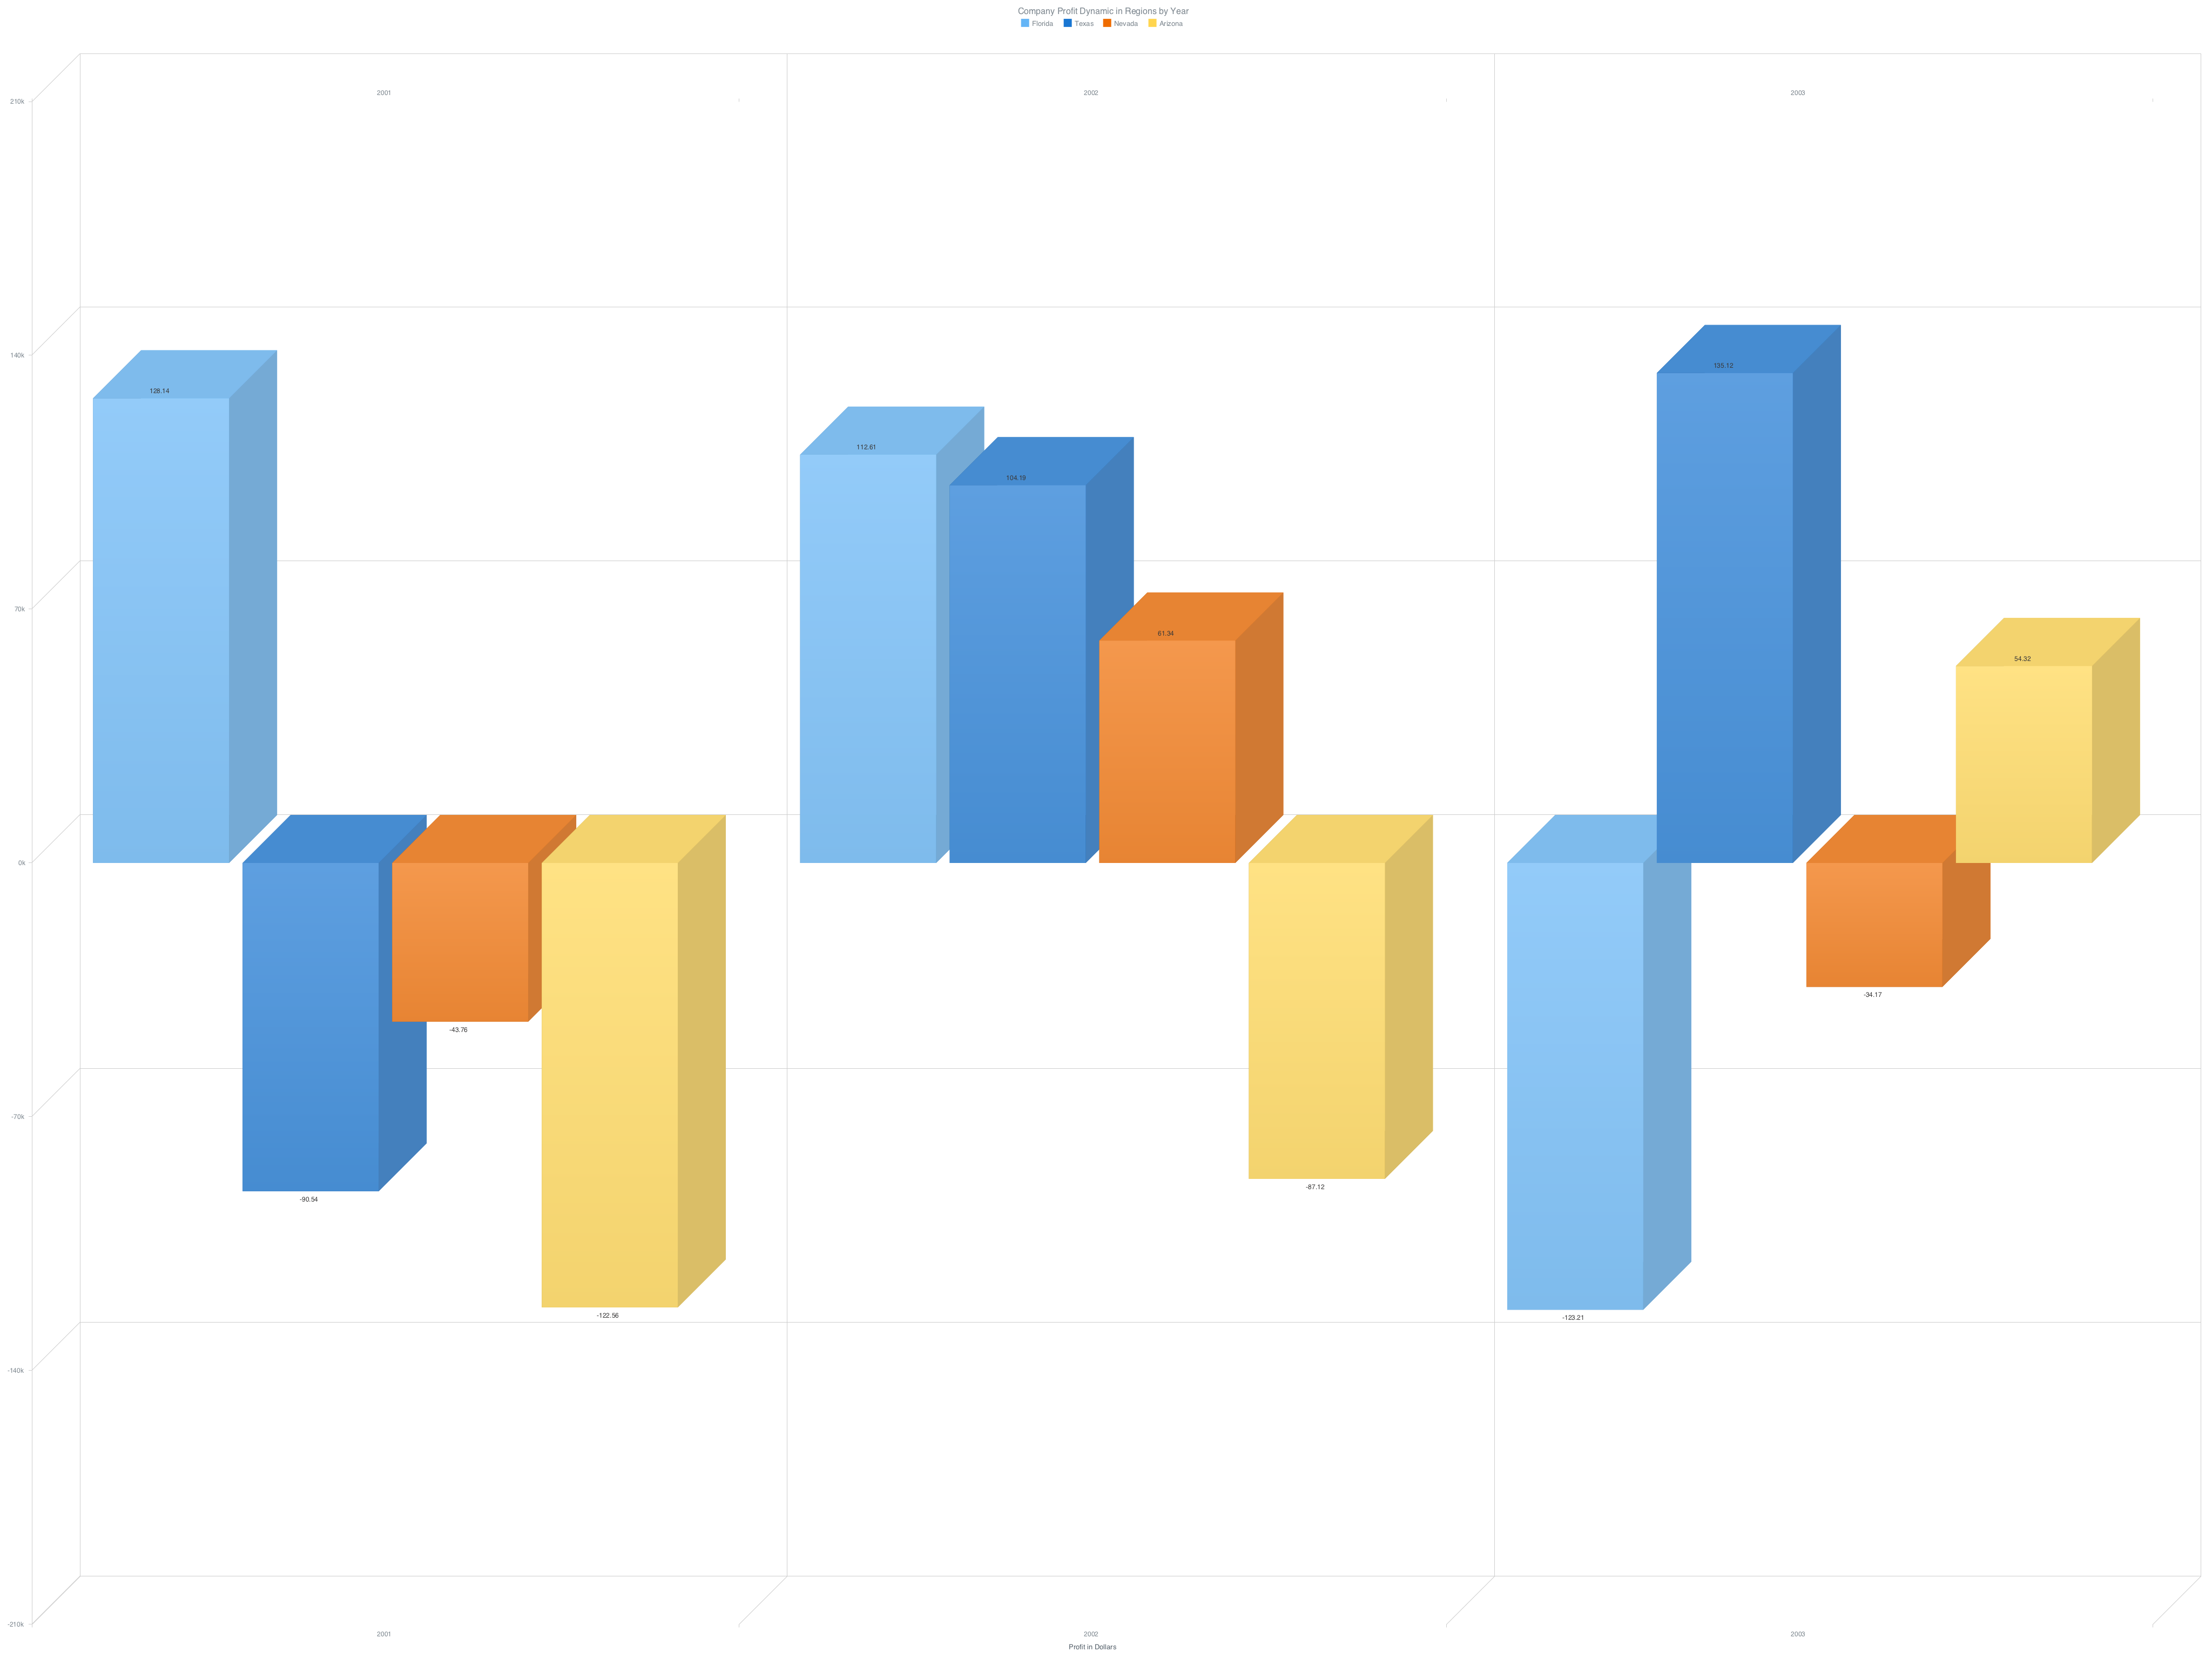 Company Profit Dynamic in Regions by Year
Florida Texas Nevada Arizona
2001 2002 2003
210k
140k
70k
0k
-70k
-140k
-210k
128.14
-90.54
-43.76
-122.56
112.61
104.19
61.34
-87.12
-123.21
135.12
-34.17
54.32
2001 2002 2003
Profit in Dollars